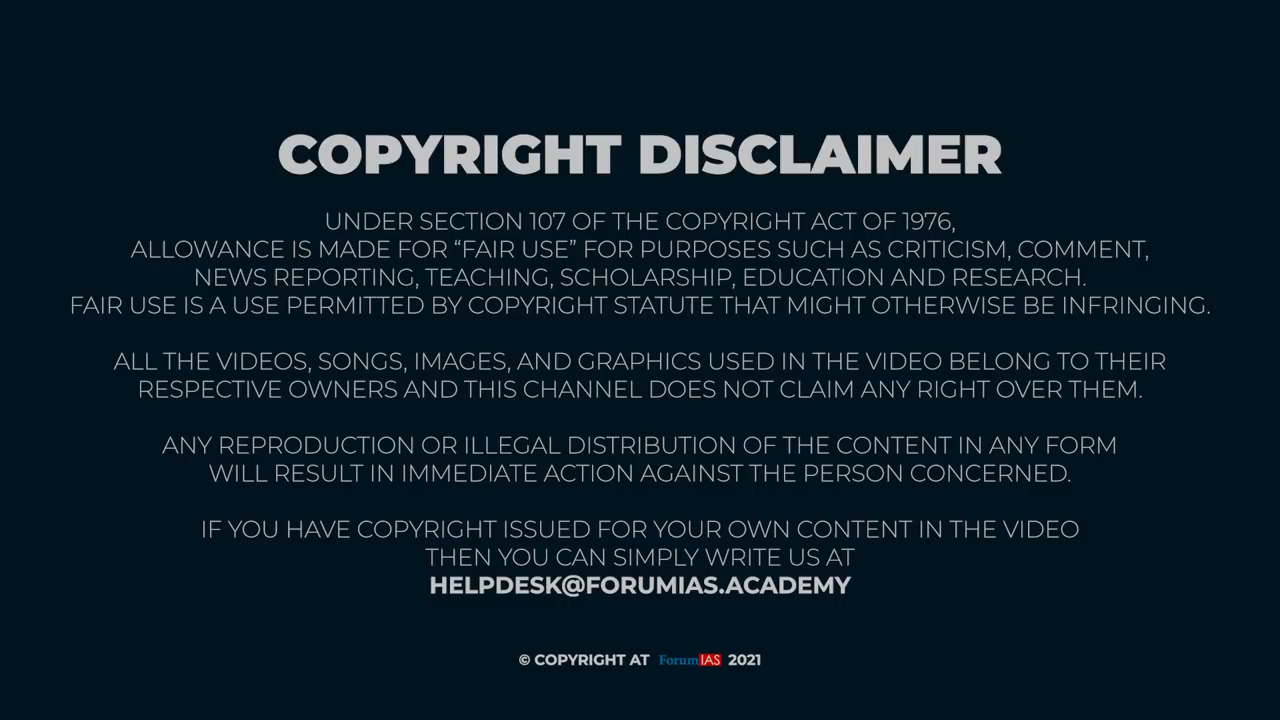 COPYRIGHT DISCLAIMER
UNDER SECTION 107 OF THE COPYRIGHT ACT OF 1976,
ALLOWANCE IS MADE FOR “FAIR USE” FOR PURPOSES SUCH AS CRITICISM, COMMENT,
NEWS REPORTING, TEACHING, SCHOLARSHIP, EDUCATION AND RESEARCH.
FAIR USE IS A USE PERMITTED BY COPYRIGHT STATUTE THAT MIGHT OTHERWISE BE INFRINGING.
ALL THE VIDEOS, SONGS, IMAGES, AND GRAPHICS USED IN THE VIDEO BELONG TO THEIR
RESPECTIVE OWNERS AND THIS CHANNEL DOES NOT CLAIM ANY RIGHT OVER THEM.
ANY REPRODUCTION OR ILLEGAL DISTRIBUTION OF THE CONTENT IN ANY FORM
WILL RESULT IN IMMEDIATE ACTION AGAINST THE PERSON CONCERNED.
IF YOU HAVE COPYRIGHT ISSUED FOR YOUR OWN CONTENT IN THE VIDEO
THEN YOU CAN SIMPLY WRITE US AT
HELPDESK@FORUMIAS.ACADEMY
© COPYRIGHT AT ForumIAS 2021